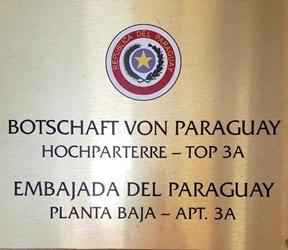 REPUBLICA DEL PARAGUAY
BOTSCHAFT VON PARAGUAY
HOCHPARTERRE – TOP 3A
EMBAJADA DEL PARAGUAY
PLANTA BAJA – APT. 3A